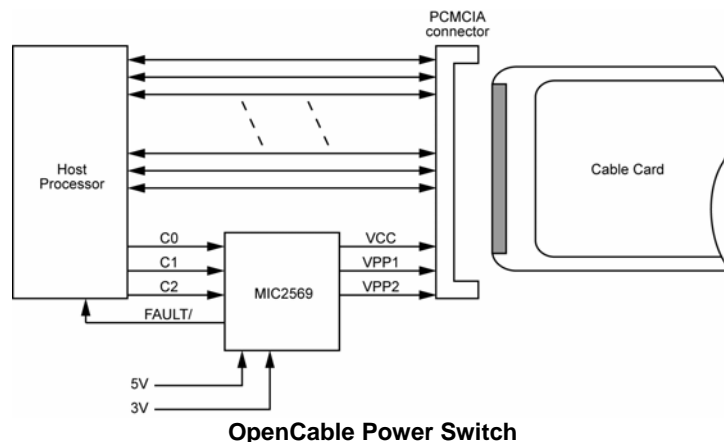 PCMCIA
connector
Host
Processor
Cable Card
C0
C1
C2
FAULT/
MIC2569
VCC
VPP1
VPP2
5V
3V
OpenCable Power Switch